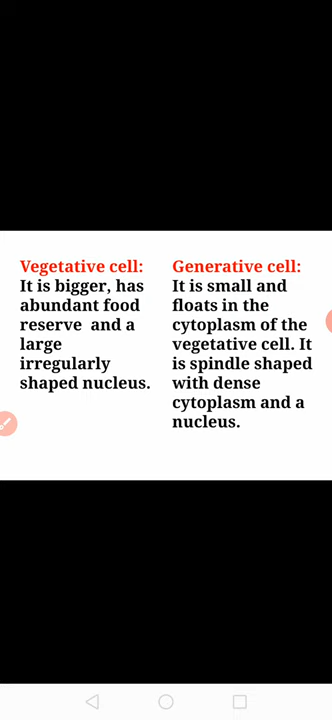 Vegetative cell:
It is bigger, has
abundant food
reserve and a
large
irregularly
shaped nucleus.
Generative cell:
It is small and
floats in the
cytoplasm of the
vegetative cell. It
is spindle shaped
with dense
cytoplasm and a
nucleus.